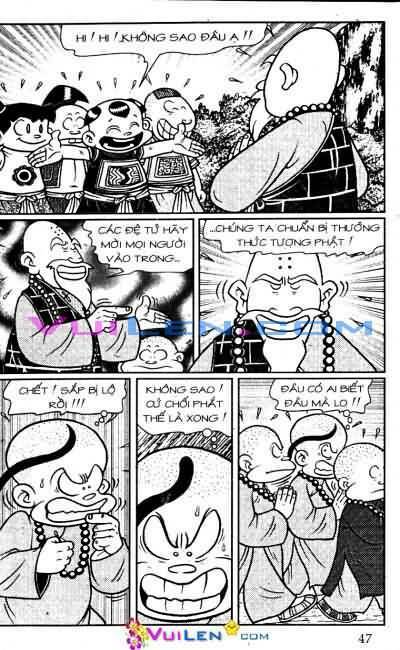 HI ! HI ! KHÔNG SAO ĐÂU Ạ !!
CÁC ĐỆ TỬ HÃY
MỜI MỌI NGƯỜI
VÀO TRONG...
...CHÚNG TA CHUẨN BỊ THƯỞNG
THỨC TƯỢNG PHẬT !
VuiLen.com
CHẾT ! SẮP BỊ LỘ
RỒI !!!
KHÔNG SAO !
CỨ CHỐI PHẮT
THẾ LÀ XONG !
ĐÂU CÓ AI BIẾT
ĐÂU MÀ LO !!
47
VuiLen.com